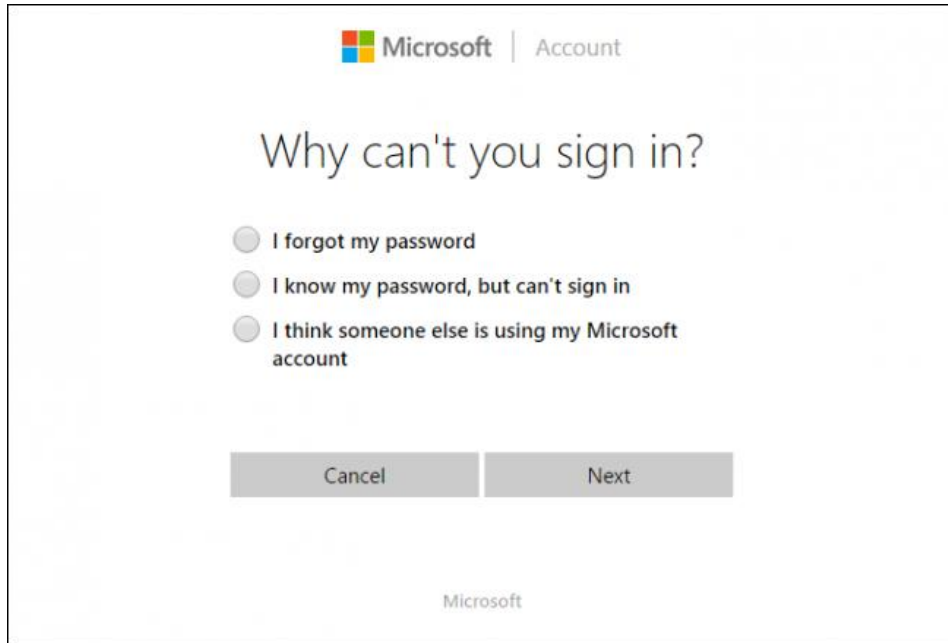 Microsoft | Account
Why can't you sign in?
I forgot my password
I know my password, but can't sign in
I think someone else is using my Microsoft
account
Cancel Next
Microsoft